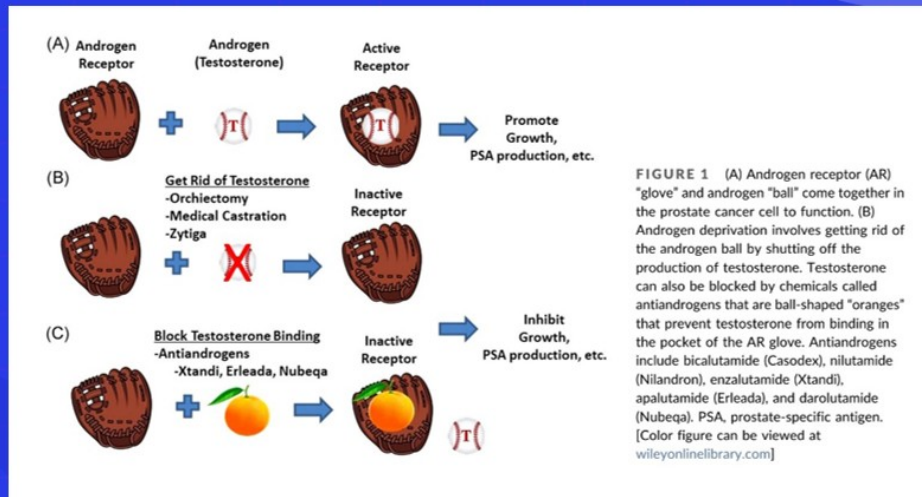 (A) Androgen
Receptor
Androgen
(Testosterone)
Active
Receptor
T
T
Promote
Growth,
PSA production, etc.
(B)
Get Rid of Testosterone
-Orchiectomy
-Medical Castration
-Zytiga
Inactive
Receptor
(C)
Block Testosterone Binding
-Antiandrogens
-Xtandi, Erleada, Nubeqa
Inactive
Receptor
T
Inhibit
Growth,
PSA production, etc.
FIGURE 1 (A) Androgen receptor (AR)
“glove” and androgen “ball” come together in
the prostate cancer cell to function. (B)
Androgen deprivation involves getting rid of
the androgen ball by shutting off the
production of testosterone. Testosterone
can also be blocked by chemicals called
antiandrogens that are ball-shaped “oranges”
that prevent testosterone from binding in
the pocket of the AR glove. Antiandrogens
include bicalutamide (Casodex), nilutamide
(Nilandron), enzalutamide (Xtandi),
apalutamide (Erleada), and darolutamide
(Nubeqa). PSA, prostate-specific antigen.
[Color figure can be viewed at
wileyonlinelibrary.com]